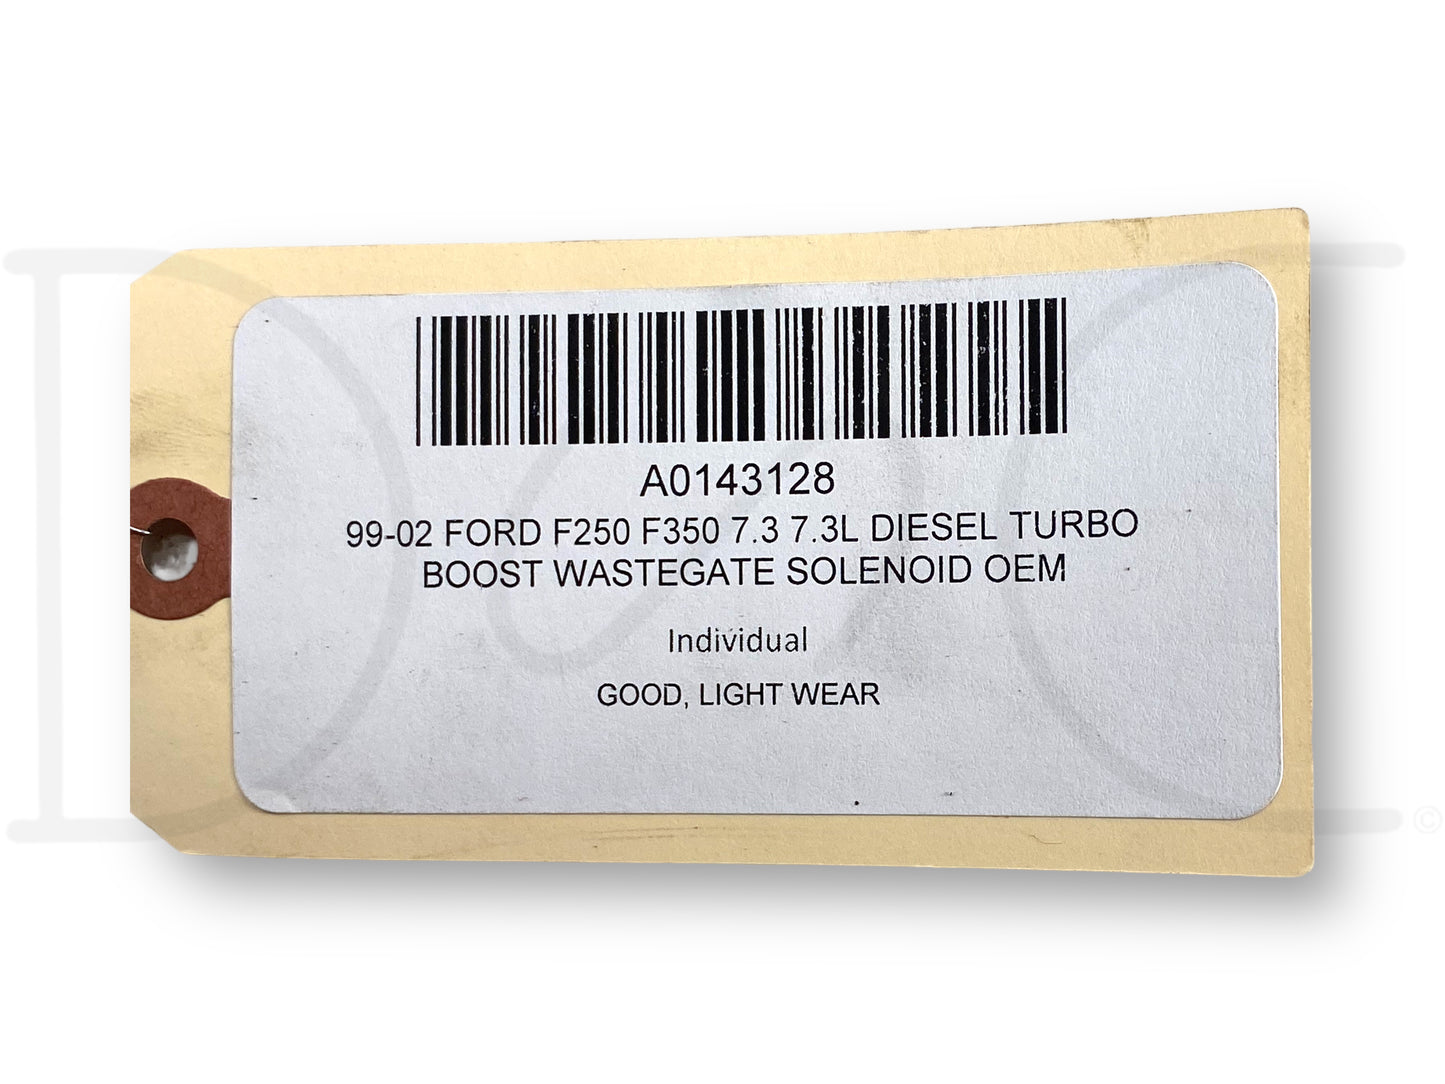 A0143128
99-02 FORD F250 F350 7.3 7.3L DIESEL TURBO
BOOST WASTEGATE SOLENOID OEM
Individual
GOOD, LIGHT WEAR
©